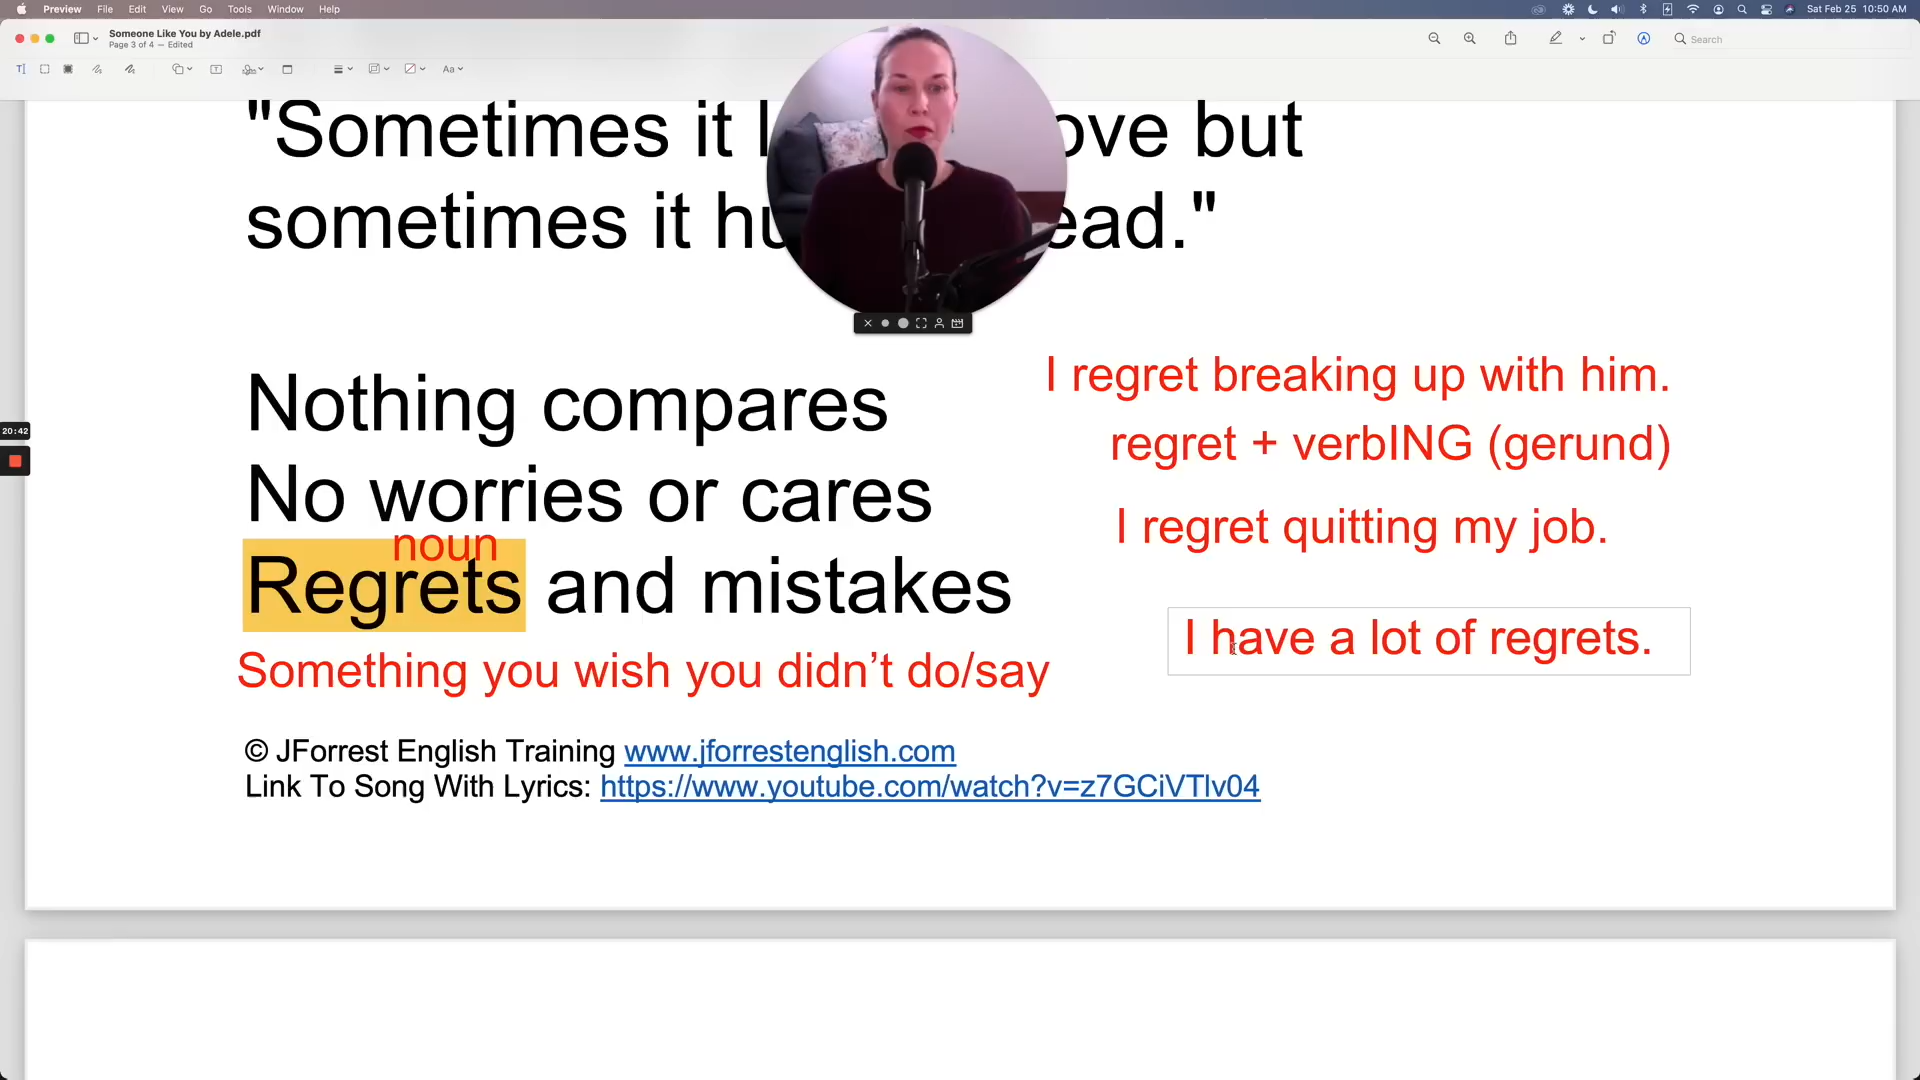 Preview File Edit View Go Tools Window Help
Sat Feb 25 10:50 AM
Someone Like You by Adele.pdf
Page 3 of 4 — Edited
Search
Aa
"Sometimes it but
sometimes it
Nothing compares
No worries or cares
noun
Regrets and mistakes
Something you wish you didn't do/say
I regret breaking up with him.
regret + verbING (gerund)
I regret quitting my job.
I have a lot of regrets.
20:42
© JForrest English Training www.jforrestenglish.com
Link To Song With Lyrics: https://www.youtube.com/watch?v=z7GCiVTlv04